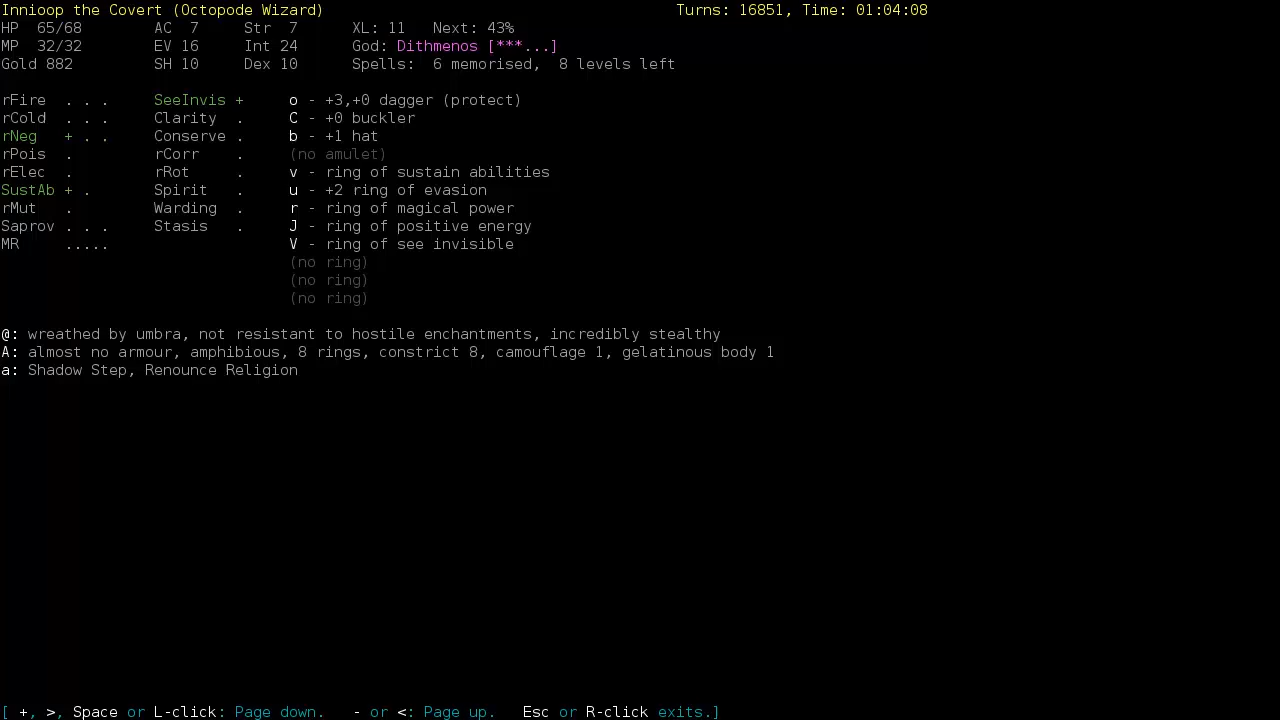 Innioop the Covert (Octopode Wizard) Turns: 16851, Time: 01:04:08
HP 65/68 AC 7 Str 7 XL: 11 Next: 43%
MP 32/32 EV 16 Int 24 God: Dithmenos [***...]
Gold 882 SH 10 Dex 10 Spells: 6 memorised, 8 levels left
rFire . . . SeeInvis + o - +3,+0 dagger (protect)
rCold . . . Clarity . C - +0 buckler
rNeg + . . Conserve . b - +1 hat
rPois . rCorr . (no amulet)
rElec . rRot . v - ring of sustain abilities
SustAb + . Spirit . u - +2 ring of evasion
rMut . Warding . r - ring of magical power
Saprov . . . Stasis . J - ring of positive energy
MR ..... V - ring of see invisible
(no ring)
(no ring)
(no ring)
@: wreathed by umbra, not resistant to hostile enchantments, incredibly stealthy
A: almost no armour, amphibious, 8 rings, constrict 8, camouflage 1, gelatinous body 1
a: Shadow Step, Renounce Religion
[ +, >, Space or L-click: Page down. - or <: Page up. Esc or R-click exits.]